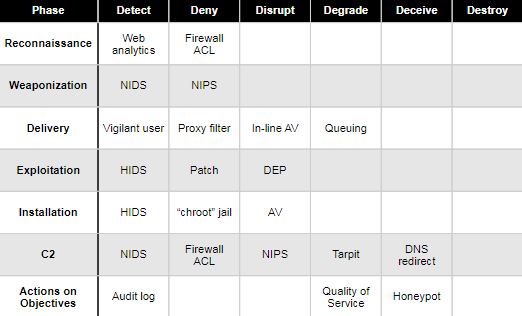 Phase Detect Deny Disrupt Degrade Deceive Destroy
Reconnaissance Web analytics Firewall ACL
Weaponization NIDS NIPS
Delivery Vigilant user Proxy filter In-line AV Queuing
Exploitation HIDS Patch DEP
Installation HIDS “chroot” jail AV
C2 NIDS Firewall ACL NIPS Tarpit DNS redirect
Actions on Objectives Audit log Quality of Service Honeypot